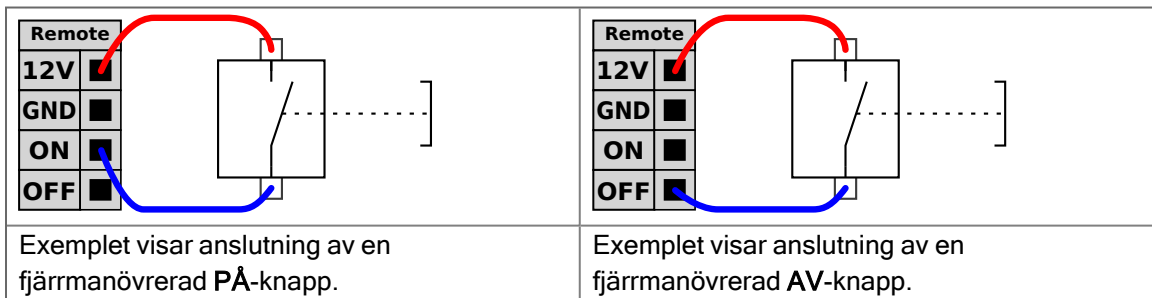 Remote
12V
GND
ON
OFF
Exemplet visar anslutning av en
fjärrmanövrerad PÅ-knapp.
Remote
12V
GND
ON
OFF
Exemplet visar anslutning av en
fjärrmanövrerad AV-knapp.